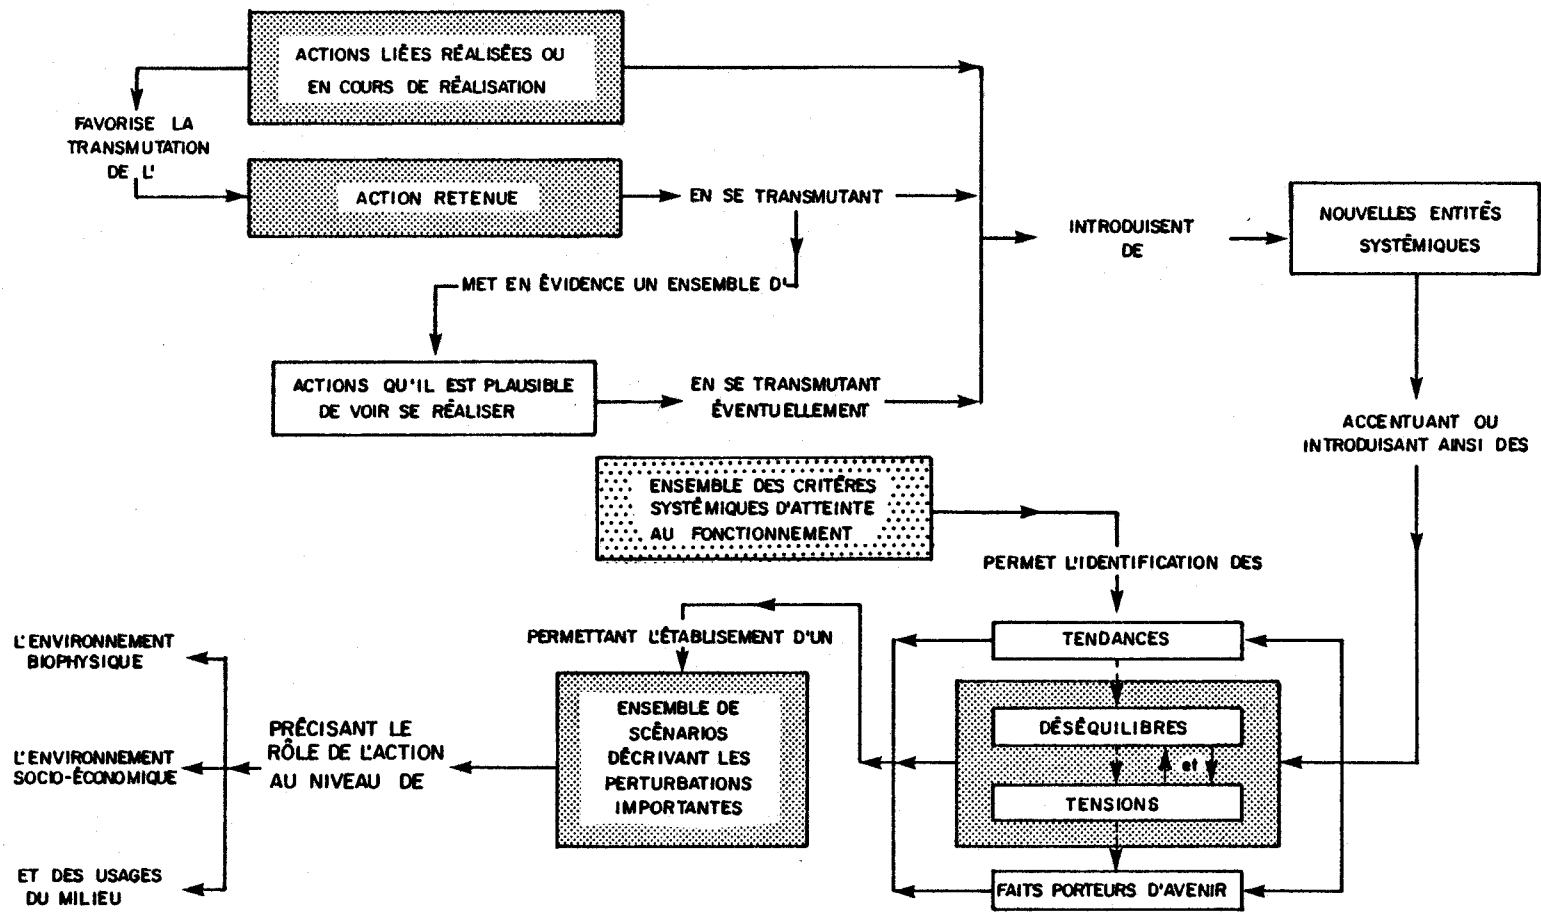 ACTIONS LIÉES RÉALISÉES OU
EN COURS DE RÉALISATION
FAVORISE LA
TRANSMUTATION
DE L'
ACTION RETENUE
EN SE TRANSMUTANT
MET EN ÉVIDENCE UN ENSEMBLE D'
ACTIONS QU'IL EST PLAUSIBLE
DE VOIR SE RÉALISER
EN SE TRANSMUTANT
ÉVENTUELLEMENT
INTRODUISENT
DE
NOUVELLES ENTITÉS
SYSTÉMIQUES
ACCENTUANT OU
INTRODUISANT AINSI DES
ENSEMBLE DES CRITÈRES
SYSTÉMIQUES D'ATTEINTE
AU FONCTIONNEMENT
PERMET L'IDENTIFICATION DES
TENDANCES
DÉSÉQUILIBRES
et
TENSIONS
FAITS PORTEURS D'AVENIR
PERMETTANT L'ÉTABLISEMENT D'UN
ENSEMBLE DE
SCÉNARIOS
DÉCRIVANT LES
PERTURBATIONS
IMPORTANTES
PRÉCISANT LE
RÔLE DE L'ACTION
AU NIVEAU DE
L'ENVIRONNEMENT
BIOPHYSIQUE
L'ENVIRONNEMENT
SOCIO-ÉCONOMIQUE
ET DES USAGES
DU MILIEU